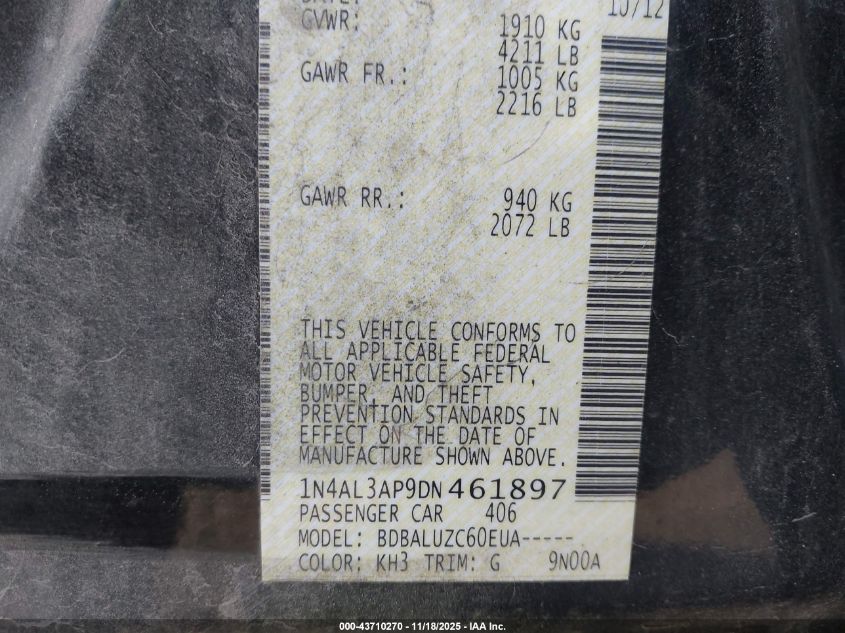 10/12
GVWR: 1910 KG
4211 LB
GAWR FR.: 1005 KG
2216 LB
GAWR RR.: 940 KG
2072 LB
THIS VEHICLE CONFORMS TO
ALL APPLICABLE FEDERAL
MOTOR VEHICLE SAFETY,
BUMPER, AND THEFT
PREVENTION STANDARDS IN
EFFECT ON THE DATE OF
MANUFACTURE SHOWN ABOVE.
1N4AL3AP9DN461897
PASSENGER CAR 406
MODEL: BDBALUZC60EUA-----
COLOR: KH3 TRIM: G 9N00A
000-43710270 - 11/18/2025 - IAA Inc.